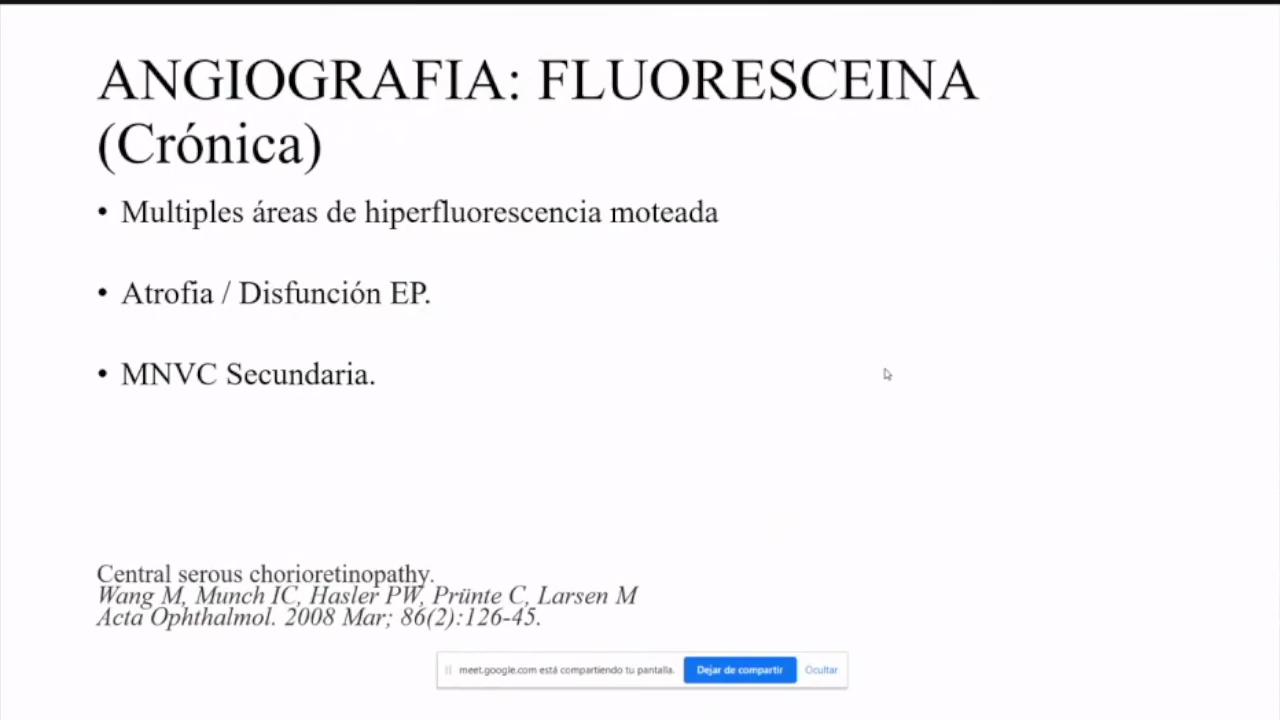 ANGIOGRAFIA: FLUORESCEINA
(Crónica)
• Multiples áreas de hiperfluorescencia moteada
• Atrofia / Disfunción EP.
• MNVC Secundaria.
Central serous chorioretinopathy.
Wang M, Munch IC, Hasler PW, Prünte C, Larsen M
Acta Ophthalmol. 2008 Mar; 86(2):126-45.
meet.google.com está compartiendo tu pantalla. Dejar de compartir Ocultar